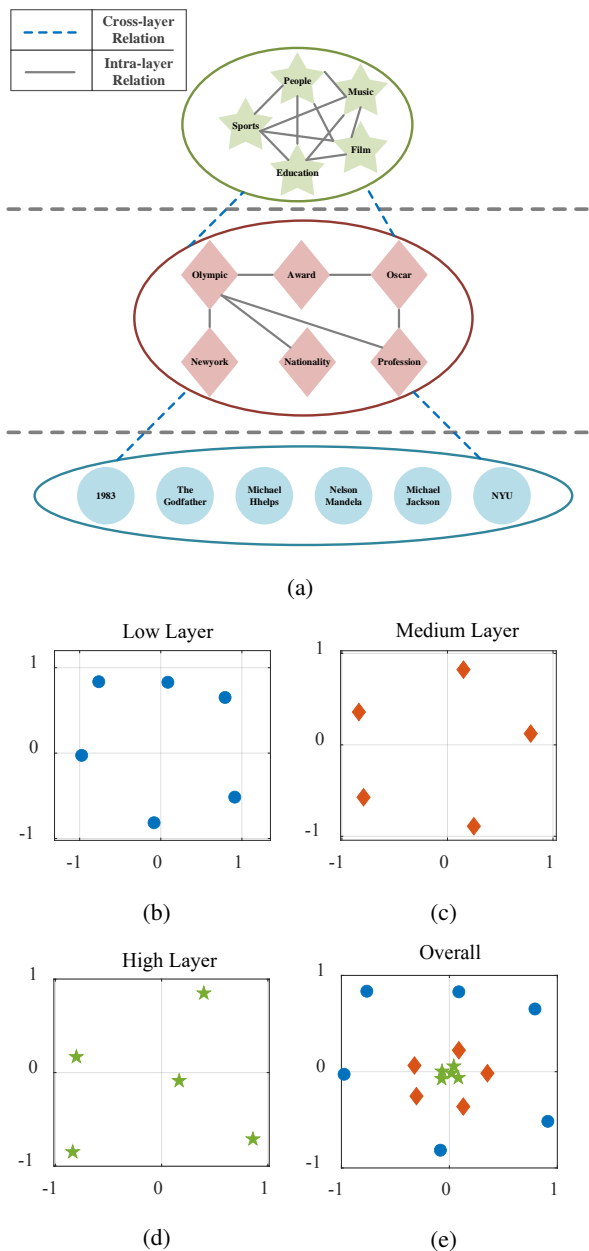 Cross-layer
Relation
Intra-layer
Relation
People
Music
Sports
Film
Education
Olympic
Award
Oscar
Newyork
Nationality
Profession
1983
The
Godfather
Michael
Hhelps
Nelson
Mandela
Michael
Jackson
NYU
(a)
Low Layer
1
0
-1
-1
0
1
(b)
Medium Layer
1
0
-1
-1
0
1
(c)
High Layer
1
0
-1
-1
0
1
(d)
Overall
1
0
-1
-1
0
1
(e)